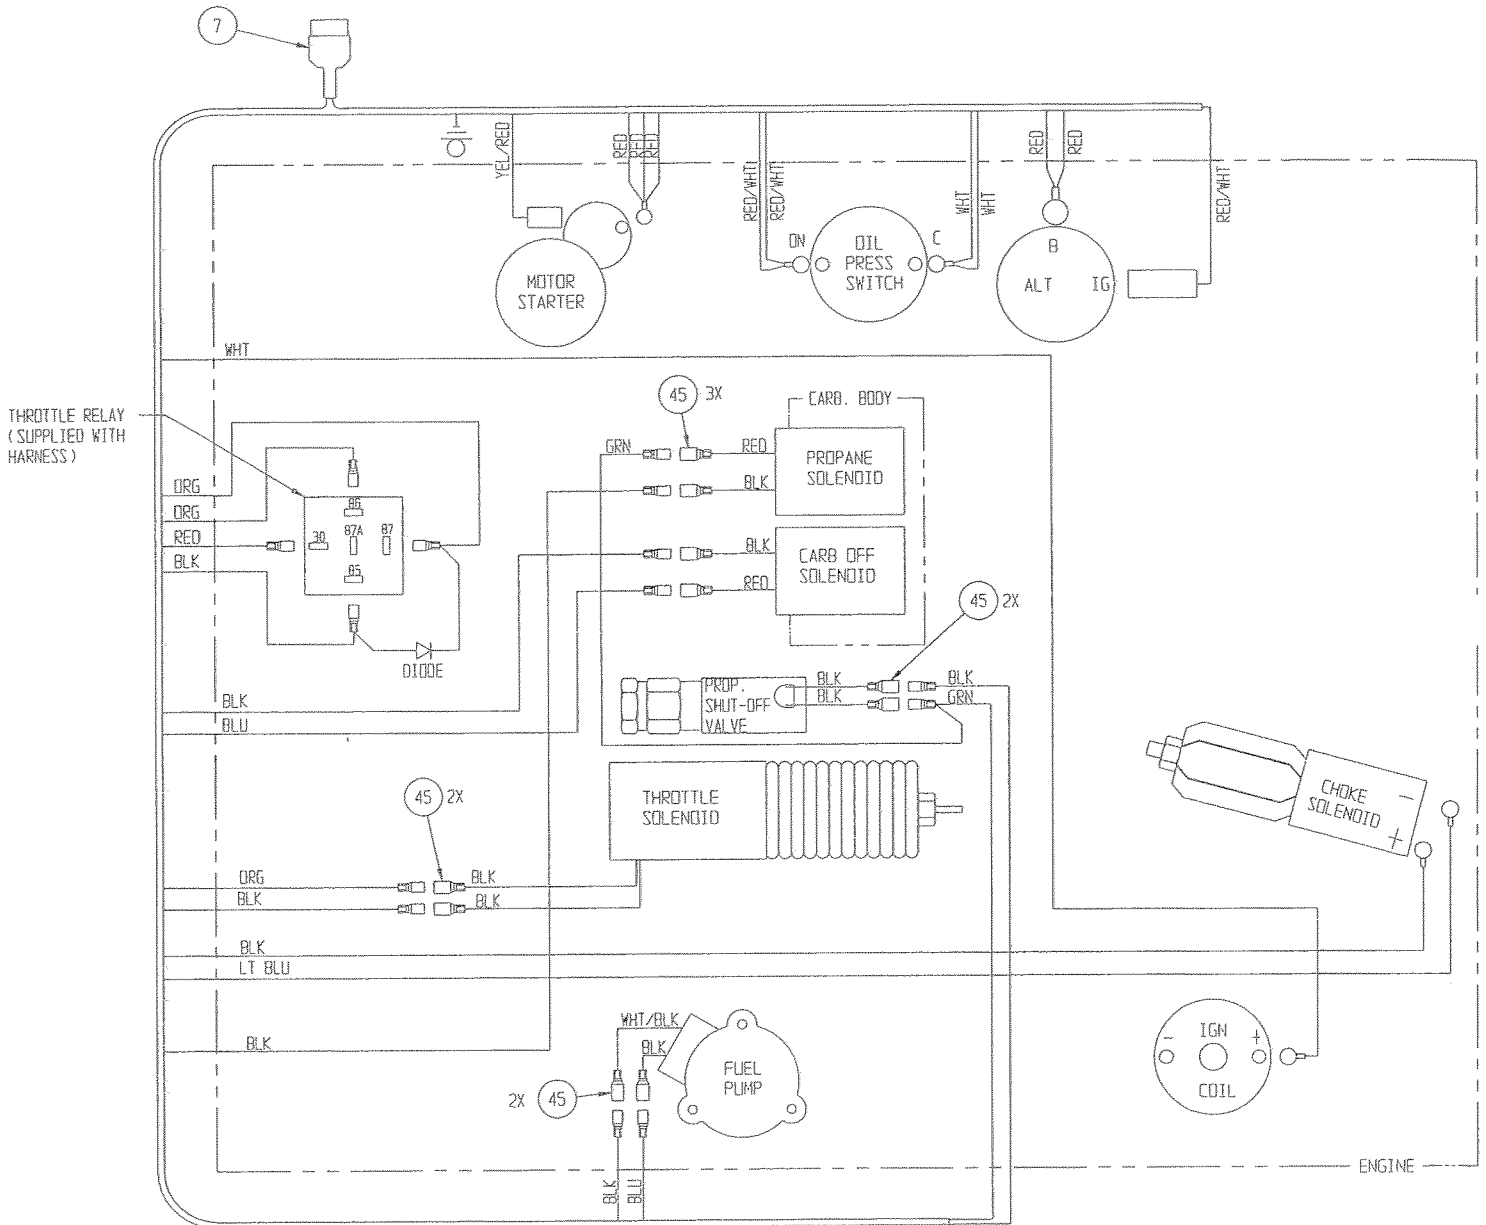 7
YEL/RED
RED
RED
RED
RED/WHT
RED/WHT
WHT
WHT
RED
RED
RED/WHT
MOTOR
STARTER
ON
OIL
PRESS
SWITCH
C
B
ALT
IG
WHT
THROTTLE RELAY
(SUPPLIED WITH
HARNESS)
ORG
ORG
RED
BLK
86
30
87A
87
85
DIODE
45 3X
CARB. BODY
GRN
RED
BLK
PROPANE
SOLENOID
BLK
RED
CARB OFF
SOLENOID
45 2X
BLK
BLU
PROP.
SHUT-OFF
VALVE
BLK
BLK
BLK
GRN
THROTTLE
SOLENOID
45 2X
ORG
BLK
BLK
BLK
CHOKE
SOLENOID
-
+
BLK
LT BLU
BLK
WHT/BLK
BLK
FUEL
PUMP
2X 45
BLK
BLU
IGN
- +
COIL
ENGINE